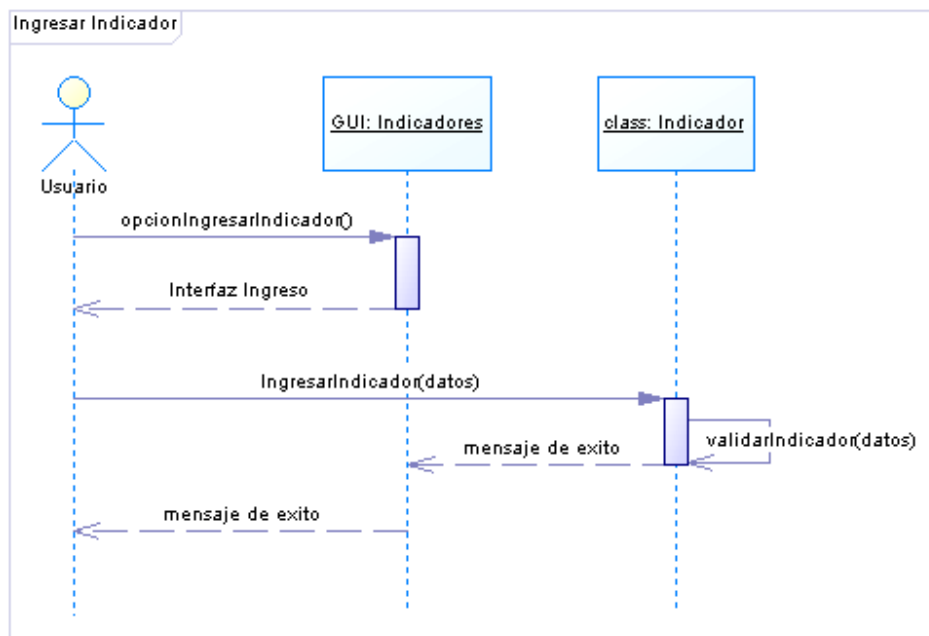 Ingresar Indicador
GUI: Indicadores
class: Indicador
Usuario
opcionIngresarIndicador()
Interfaz Ingreso
IngresarIndicador(datos)
validarIndicador(datos)
mensaje de exito
mensaje de exito